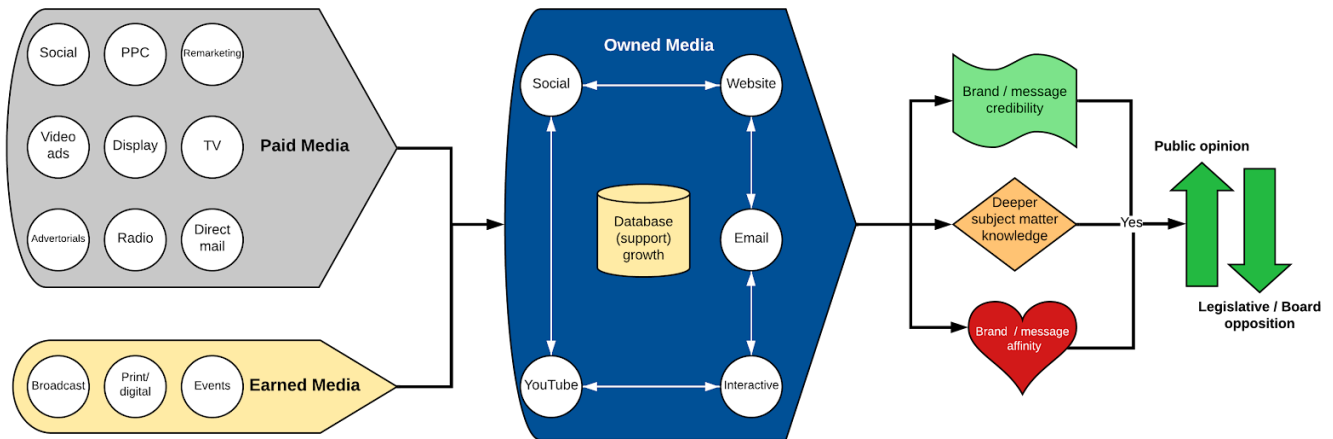 Social
PPC
Remarketing
Video
ads
Display
TV
Paid Media
Advertorials
Radio
Direct
mail
Broadcast
Print/
digital
Events
Earned Media
Owned Media
Social
Website
Database
(support)
growth
Email
YouTube
Interactive
Brand / message
credibility
Deeper
subject matter
knowledge
Brand / message
affinity
Yes
Public opinion
Legislative / Board
opposition